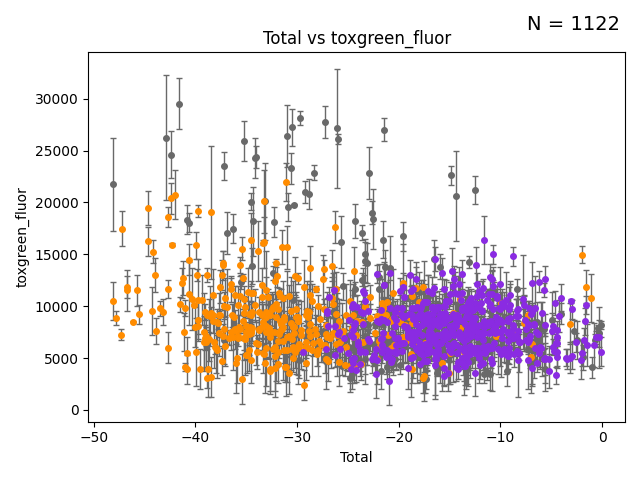 N = 1122
Total vs toxgreen_fluor
toxgreen_fluor
30000
25000
20000
15000
10000
5000
0
−50 −40 −30 −20 −10 0
Total